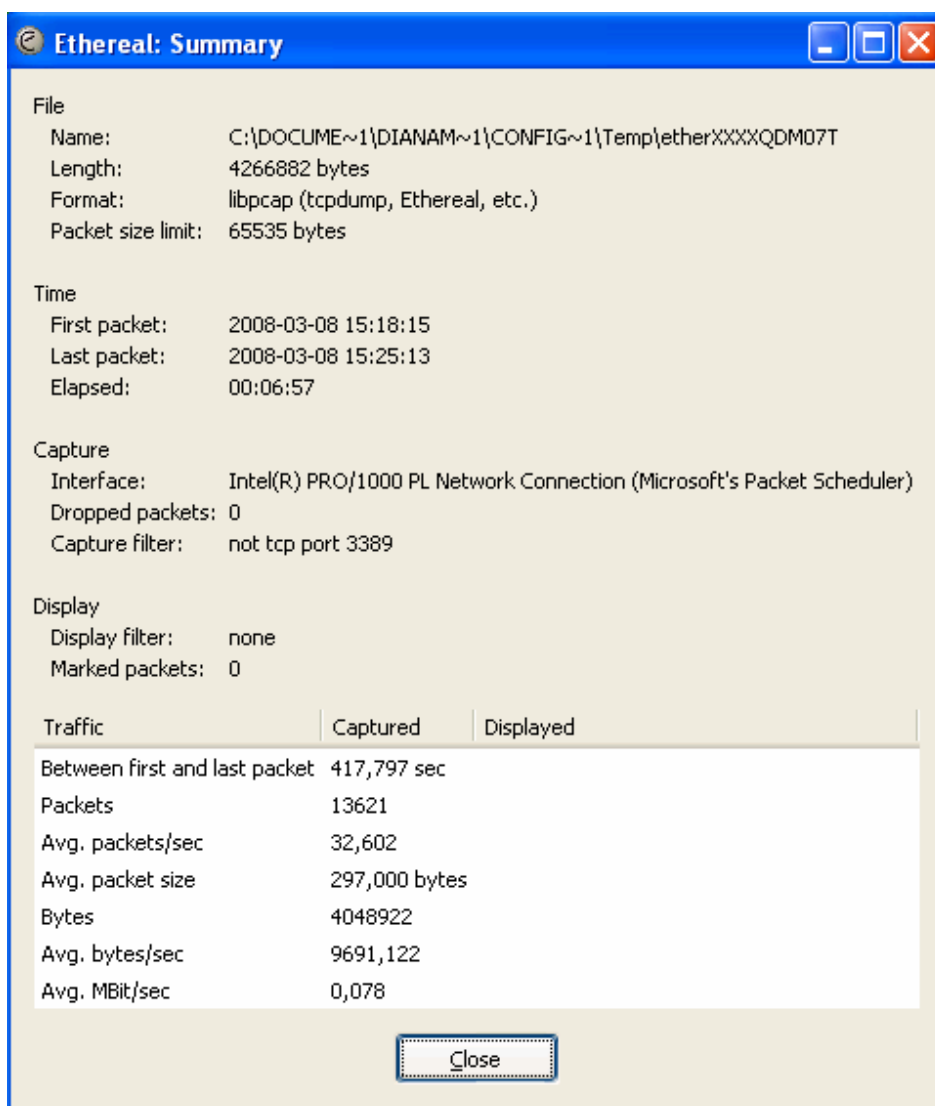 Ethereal: Summary
File
Name: C:\DOCUME~1\DIANAM~1\CONFIG~1\Temp\etherXXXXQDM07T
Length: 4266882 bytes
Format: libpcap (tcpdump, Ethereal, etc.)
Packet size limit: 65535 bytes
Time
First packet: 2008-03-08 15:18:15
Last packet: 2008-03-08 15:25:13
Elapsed: 00:06:57
Capture
Interface: Intel(R) PRO/1000 PL Network Connection (Microsoft's Packet Scheduler)
Dropped packets: 0
Capture filter: not tcp port 3389
Display
Display filter: none
Marked packets: 0
Traffic Captured Displayed
Between first and last packet 417,797 sec
Packets 13621
Avg. packets/sec 32,602
Avg. packet size 297,000 bytes
Bytes 4048922
Avg. bytes/sec 9691,122
Avg. MBit/sec 0,078
Close